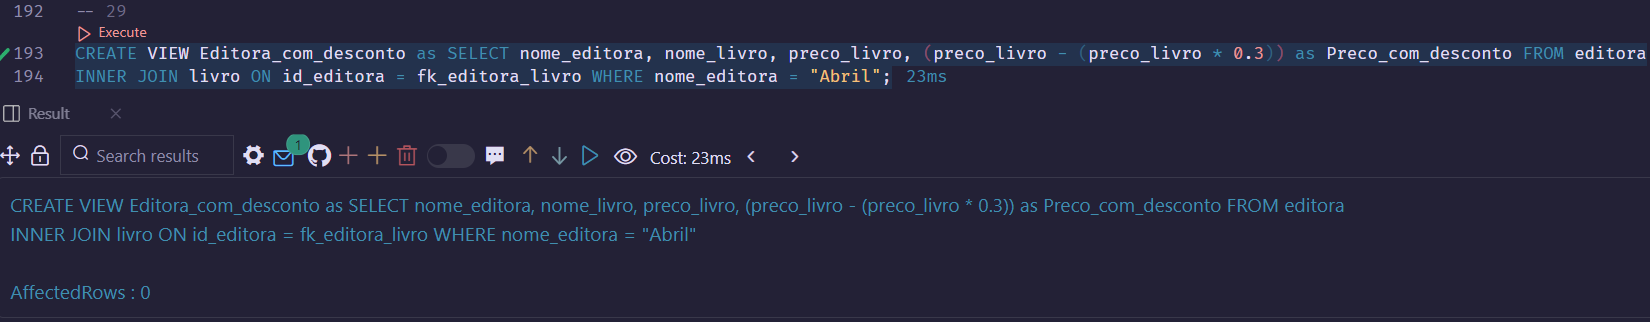 192 -- 29
Execute
193 CREATE VIEW Editora_com_desconto as SELECT nome_editora, nome_livro, preco_livro, (preco_livro - (preco_livro * 0.3)) as Preco_com_desconto FROM editora
194 INNER JOIN livro ON id_editora = fk_editora_livro WHERE nome_editora = "Abril"; 23ms
Result
Search results 1 Cost: 23ms
CREATE VIEW Editora_com_desconto as SELECT nome_editora, nome_livro, preco_livro, (preco_livro - (preco_livro * 0.3)) as Preco_com_desconto FROM editora
INNER JOIN livro ON id_editora = fk_editora_livro WHERE nome_editora = "Abril"
AffectedRows : 0